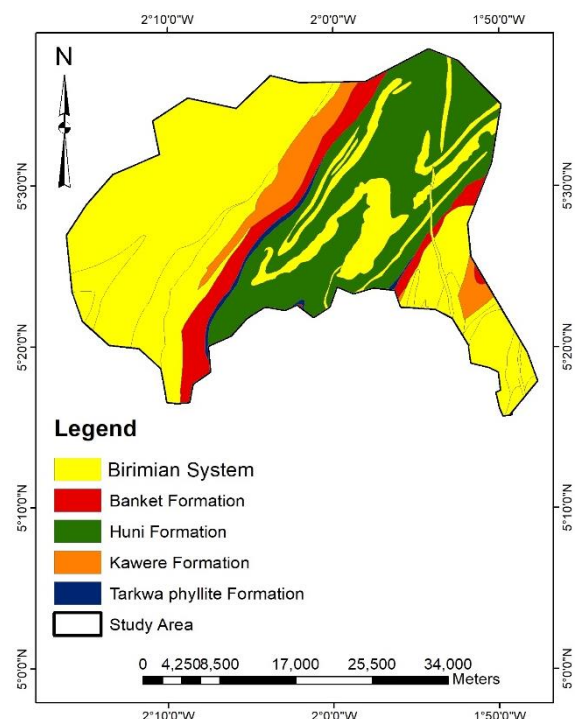 2°10'0"W 2°0'0"W 1°50'0"W
N
5°30'0"N 5°30'0"N
5°20'0"N 5°20'0"N
Legend
Birimian System
5°10'0"N 5°10'0"N
Banket Formation
Huni Formation
Kawere Formation
Tarkwa phyllite Formation
Study Area
5°0'0"N 5°0'0"N
0 4,2508,500 17,000 25,500 34,000
Meters
2°10'0"W 2°0'0"W 1°50'0"W